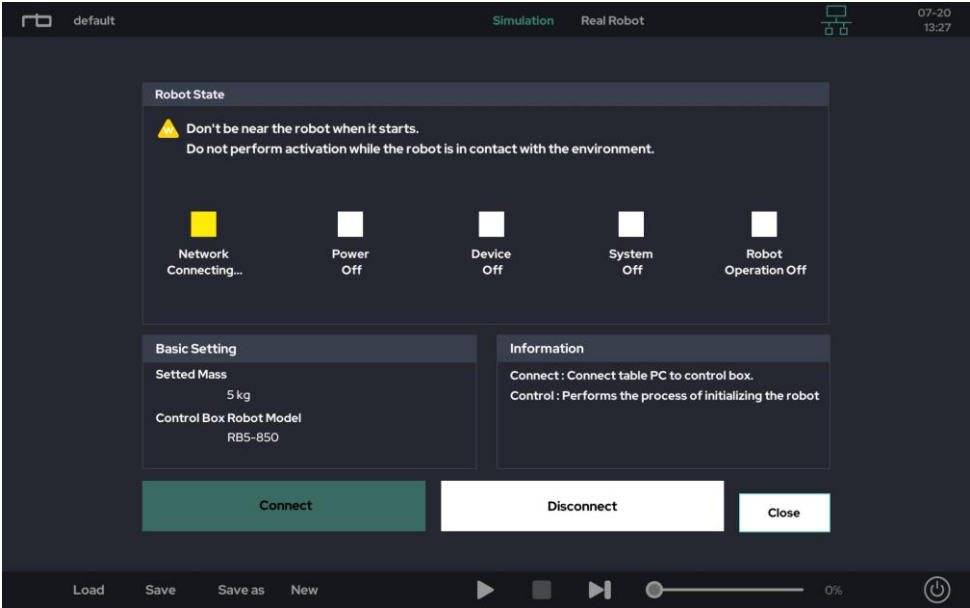 rb default Simulation Real Robot 07-20
13:27
Robot State
W Don't be near the robot when it starts.
Do not perform activation while the robot is in contact with the environment.
Network Power Device System Robot
Connecting... Off Off Off Operation Off
Basic Setting
Setted Mass
5 kg
Control Box Robot Model
RB5-850
Information
Connect : Connect table PC to control box.
Control : Performs the process of initializing the robot
Connect Disconnect Close
Load Save Save as New 0%